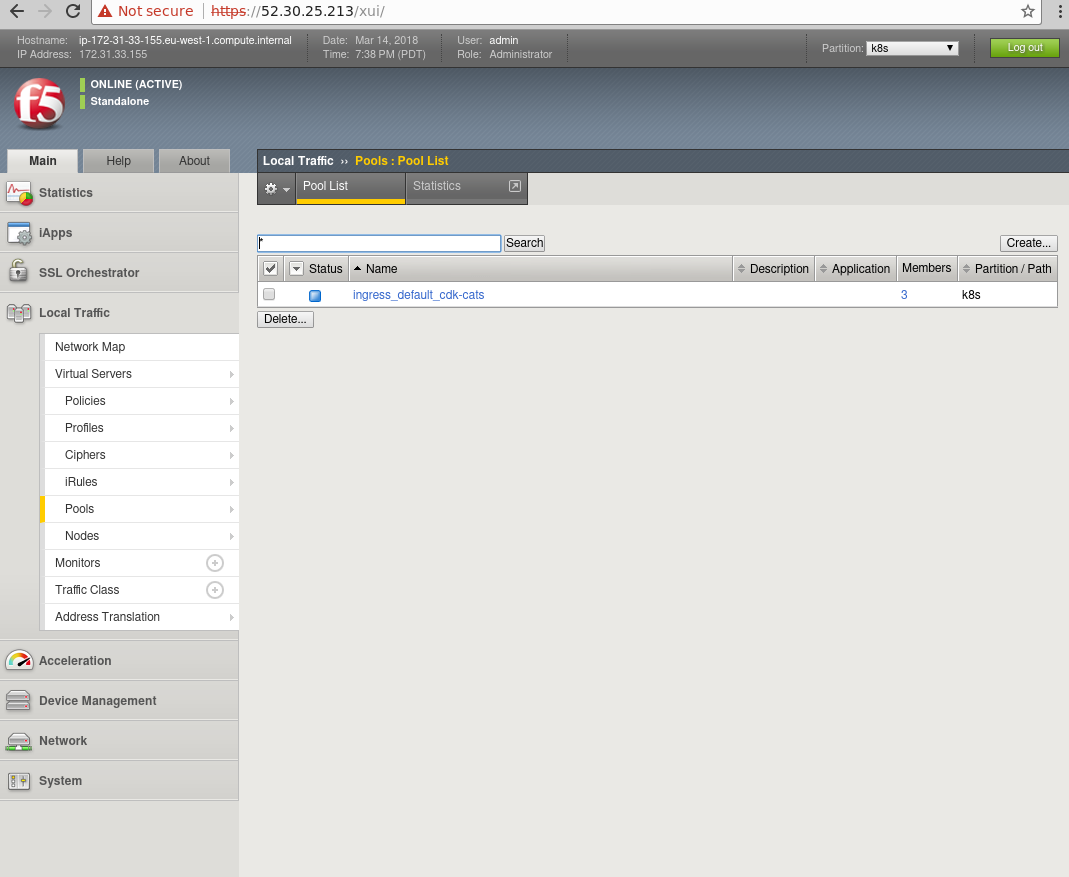 Not secure https://52.30.25.213/xui/
Hostname: ip-172-31-33-155.eu-west-1.compute.internal Date: Mar 14, 2018 User: admin
IP Address: 172.31.33.155 Time: 7:38 PM (PDT) Role: Administrator
Partition: k8s Log out
f5
ONLINE (ACTIVE)
Standalone
Main Help About
Local Traffic ›› Pools : Pool List
Pool List Statistics
Statistics
iApps
SSL Orchestrator
Local Traffic
Network Map
Virtual Servers
Policies
Profiles
Ciphers
iRules
Pools
Nodes
Monitors
Traffic Class
Address Translation
Acceleration
Device Management
Network
System
* Search Create...
Status Name Description Application Members Partition / Path
ingress_default_cdk-cats 3 k8s
Delete...